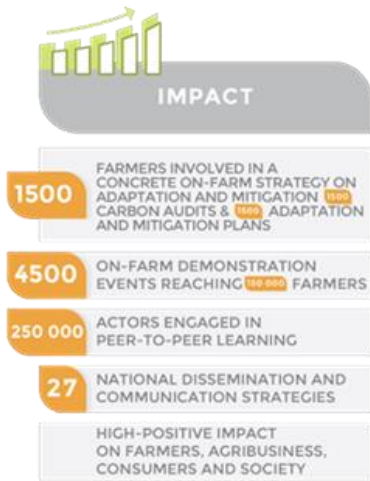 IMPACT
1500
FARMERS INVOLVED IN A
CONCRETE ON-FARM STRATEGY ON
ADAPTATION AND MITIGATION 1500
CARBON AUDITS & 1500 ADAPTATION
AND MITIGATION PLANS
4500
ON-FARM DEMONSTRATION
EVENTS REACHING 150 000 FARMERS
250 000
ACTORS ENGAGED IN
PEER-TO-PEER LEARNING
27
NATIONAL DISSEMINATION AND
COMMUNICATION STRATEGIES
HIGH-POSITIVE IMPACT
ON FARMERS, AGRIBUSINESS,
CONSUMERS AND SOCIETY